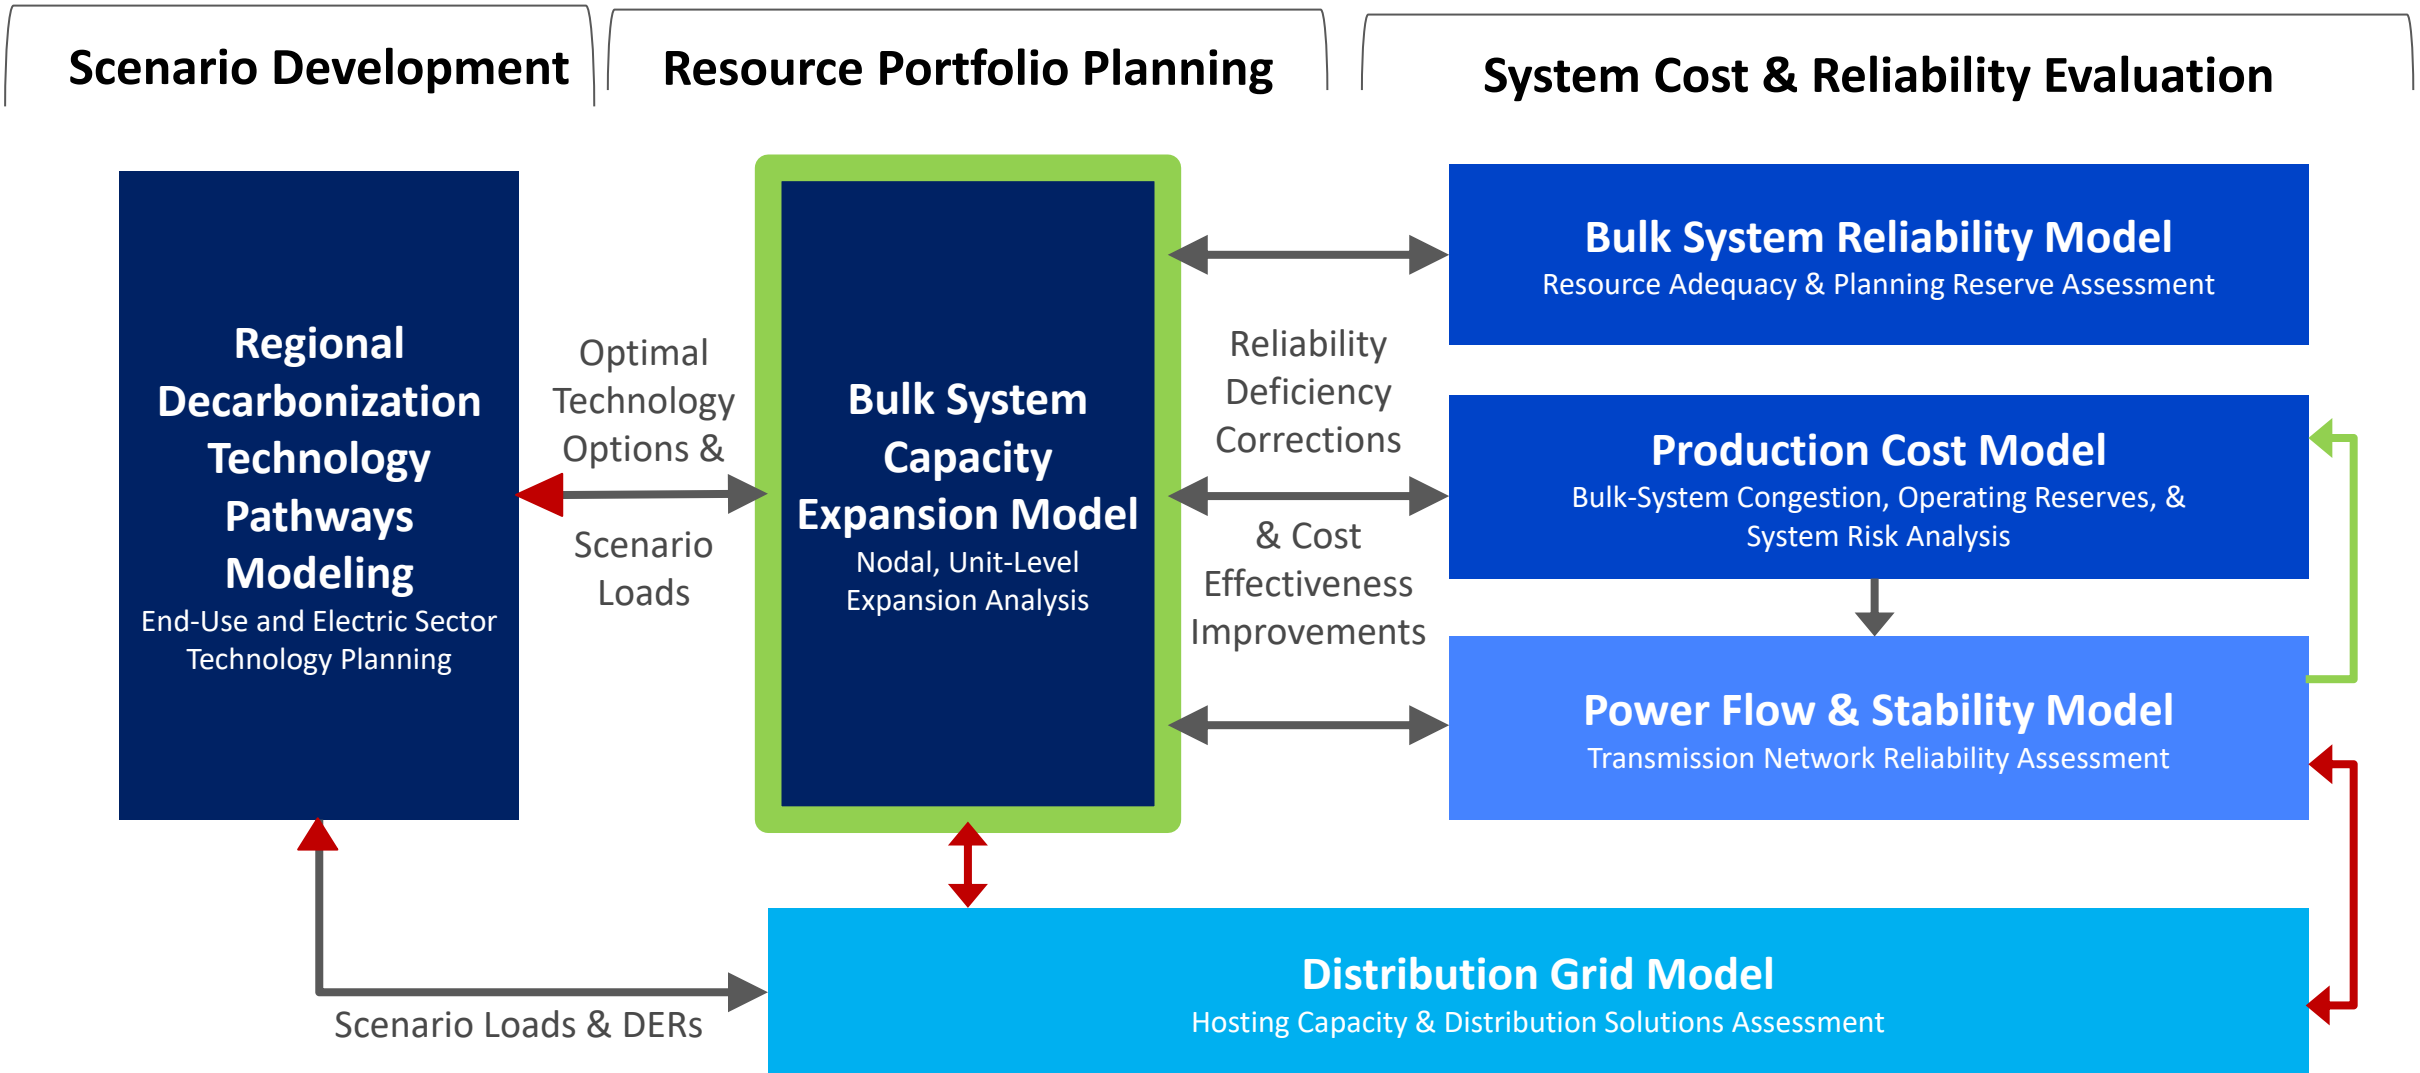 Scenario Development
Resource Portfolio Planning
System Cost & Reliability Evaluation
Regional
Decarbonization
Technology
Pathways
Modeling
End-Use and Electric Sector
Technology Planning
Optimal
Technology
Options &
Scenario
Loads
Bulk System
Capacity
Expansion Model
Nodal, Unit-Level
Expansion Analysis
Reliability
Deficiency
Corrections
& Cost
Effectiveness
Improvements
Bulk System Reliability Model
Resource Adequacy & Planning Reserve Assessment
Production Cost Model
Bulk-System Congestion, Operating Reserves, &
System Risk Analysis
Power Flow & Stability Model
Transmission Network Reliability Assessment
Scenario Loads & DERs
Distribution Grid Model
Hosting Capacity & Distribution Solutions Assessment